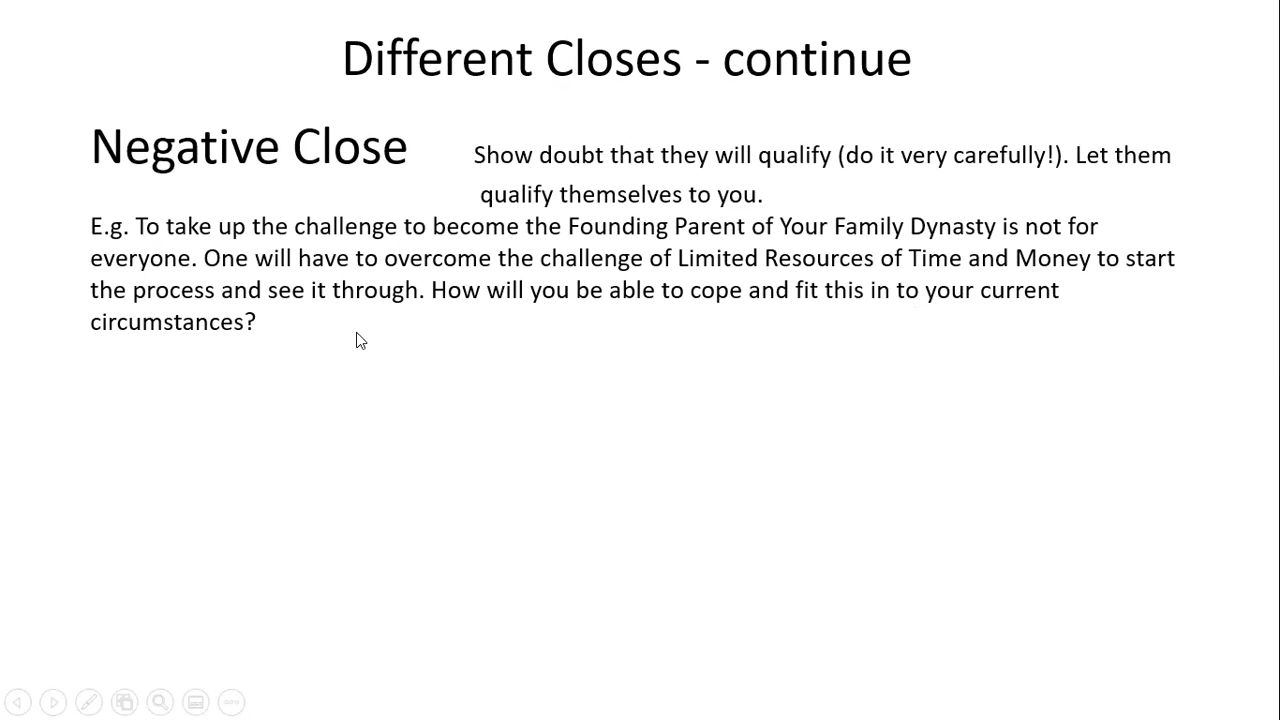 Different Closes - continue
Negative Close Show doubt that they will qualify (do it very carefully!). Let them
qualify themselves to you.
E.g. To take up the challenge to become the Founding Parent of Your Family Dynasty is not for
everyone. One will have to overcome the challenge of Limited Resources of Time and Money to start
the process and see it through. How will you be able to cope and fit this in to your current
circumstances?